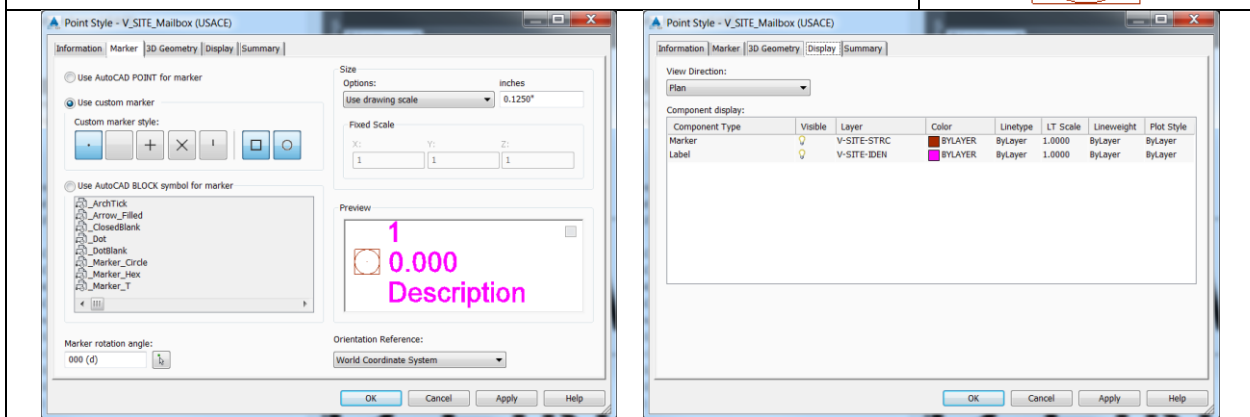 Point Style - V_SITE_Mailbox (USACE)
Information Marker 3D Geometry Display Summary
Use AutoCAD POINT for marker
Use custom marker
Custom marker style:
Use AutoCAD BLOCK symbol for marker
_ArchTick
_Arrow_Filled
_ClosedBlank
_Dot
_DotBlank
_Marker_Circle
_Marker_Hex
_Marker_T
Marker rotation angle:
000 (d)
Size
Options: inches
Use drawing scale 0.1250"
Fixed Scale
X: Y: Z:
1 1 1
Preview
1
0.000
Description
Orientation Reference:
World Coordinate System
OK Cancel Apply Help
Point Style - V_SITE_Mailbox (USACE)
Information Marker 3D Geometry Display Summary
View Direction:
Plan
Component display:
Component Type Visible Layer Color Linetype LT Scale Lineweight Plot Style
Marker V-SITE-STRC BYLAYER ByLayer 1.0000 ByLayer ByLayer
Label V-SITE-IDEN BYLAYER ByLayer 1.0000 ByLayer ByLayer
OK Cancel Apply Help